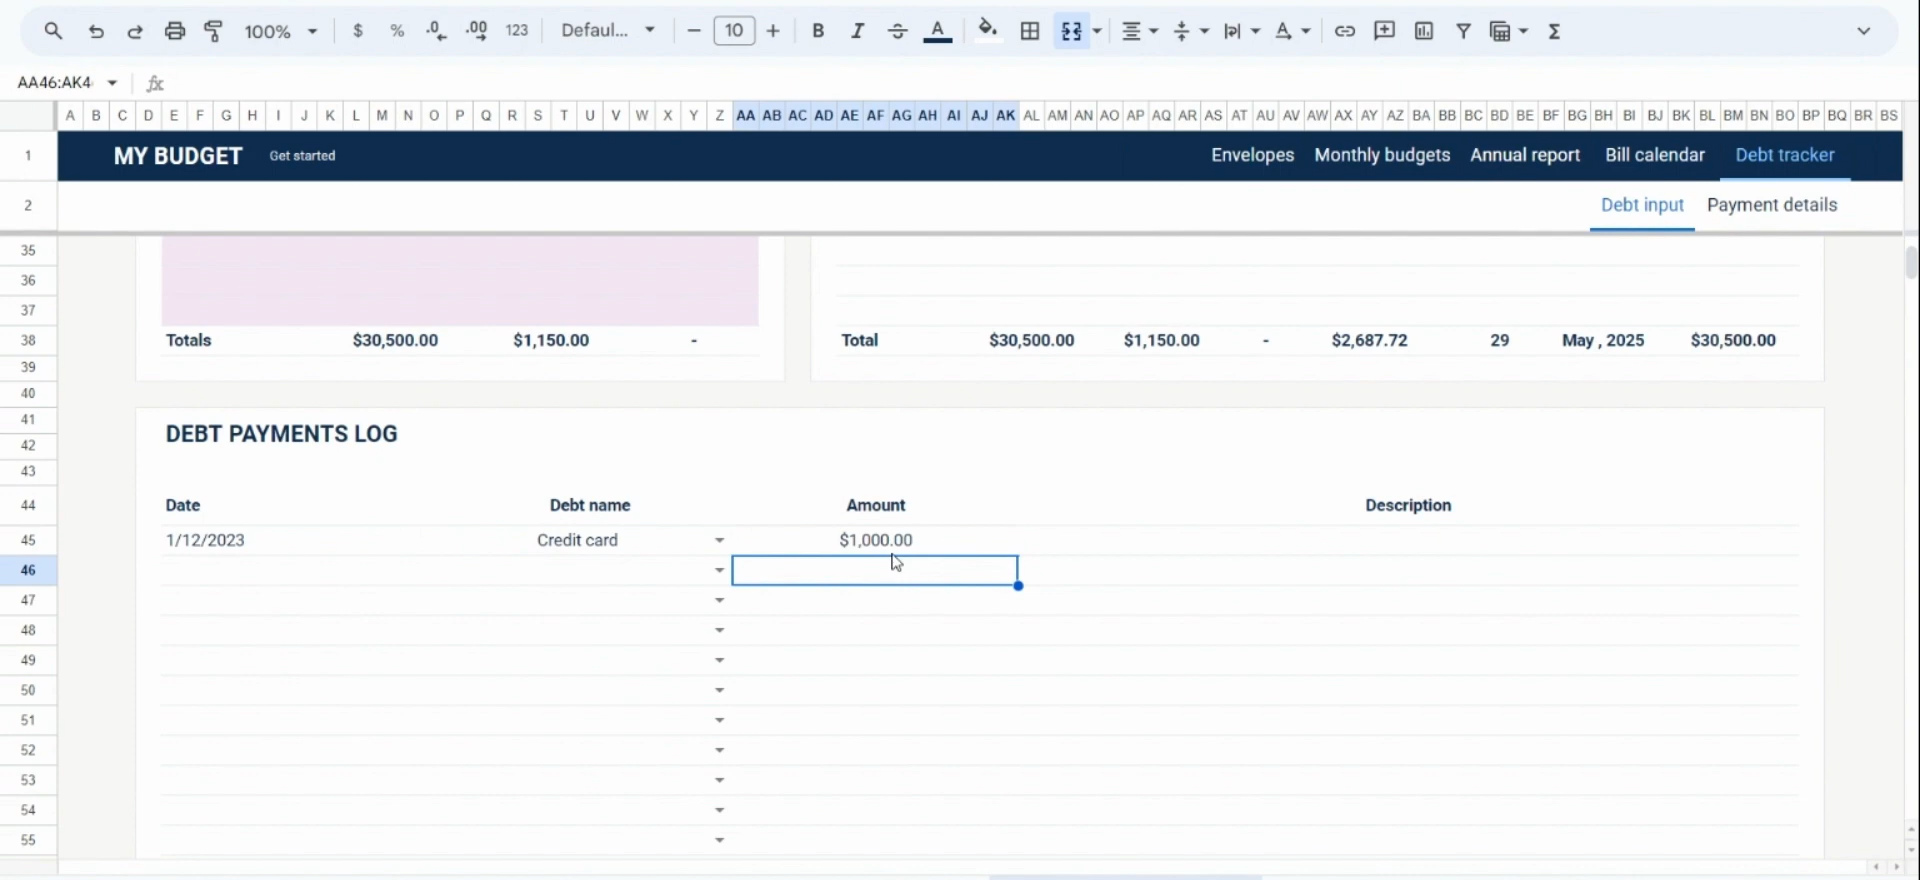 100% $ % .0 .00 123 Defaul... − 10 + B I S A Σ
AA46:AK4 fx
A B C D E F G H I J K L M N O P Q R S T U V W X Y Z AA AB AC AD AE AF AG AH AI AJ AK AL AM AN AO AP AQ AR AS AT AU AV AW AX AY AZ BA BB BC BD BE BF BG BH BI BJ BK BL BM BN BO BP BQ BR BS
1 MY BUDGET Get started Envelopes Monthly budgets Annual report Bill calendar Debt tracker
2 Debt input Payment details
35
36
37
38 Totals $30,500.00 $1,150.00 - Total $30,500.00 $1,150.00 - $2,687.72 29 May , 2025 $30,500.00
39
40
41
DEBT PAYMENTS LOG
42
43
44 Date Debt name Amount Description
45 1/12/2023 Credit card $1,000.00
46
47
48
49
50
51
52
53
54
55